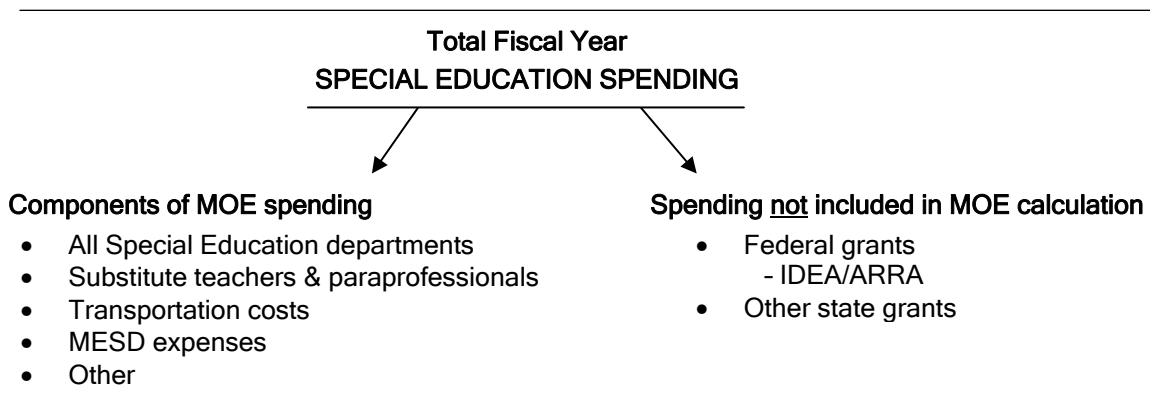 Total Fiscal Year
SPECIAL EDUCATION SPENDING
Components of MOE spending
• All Special Education departments
• Substitute teachers & paraprofessionals
• Transportation costs
• MESD expenses
• Other
Spending not included in MOE calculation
• Federal grants
- IDEA/ARRA
• Other state grants